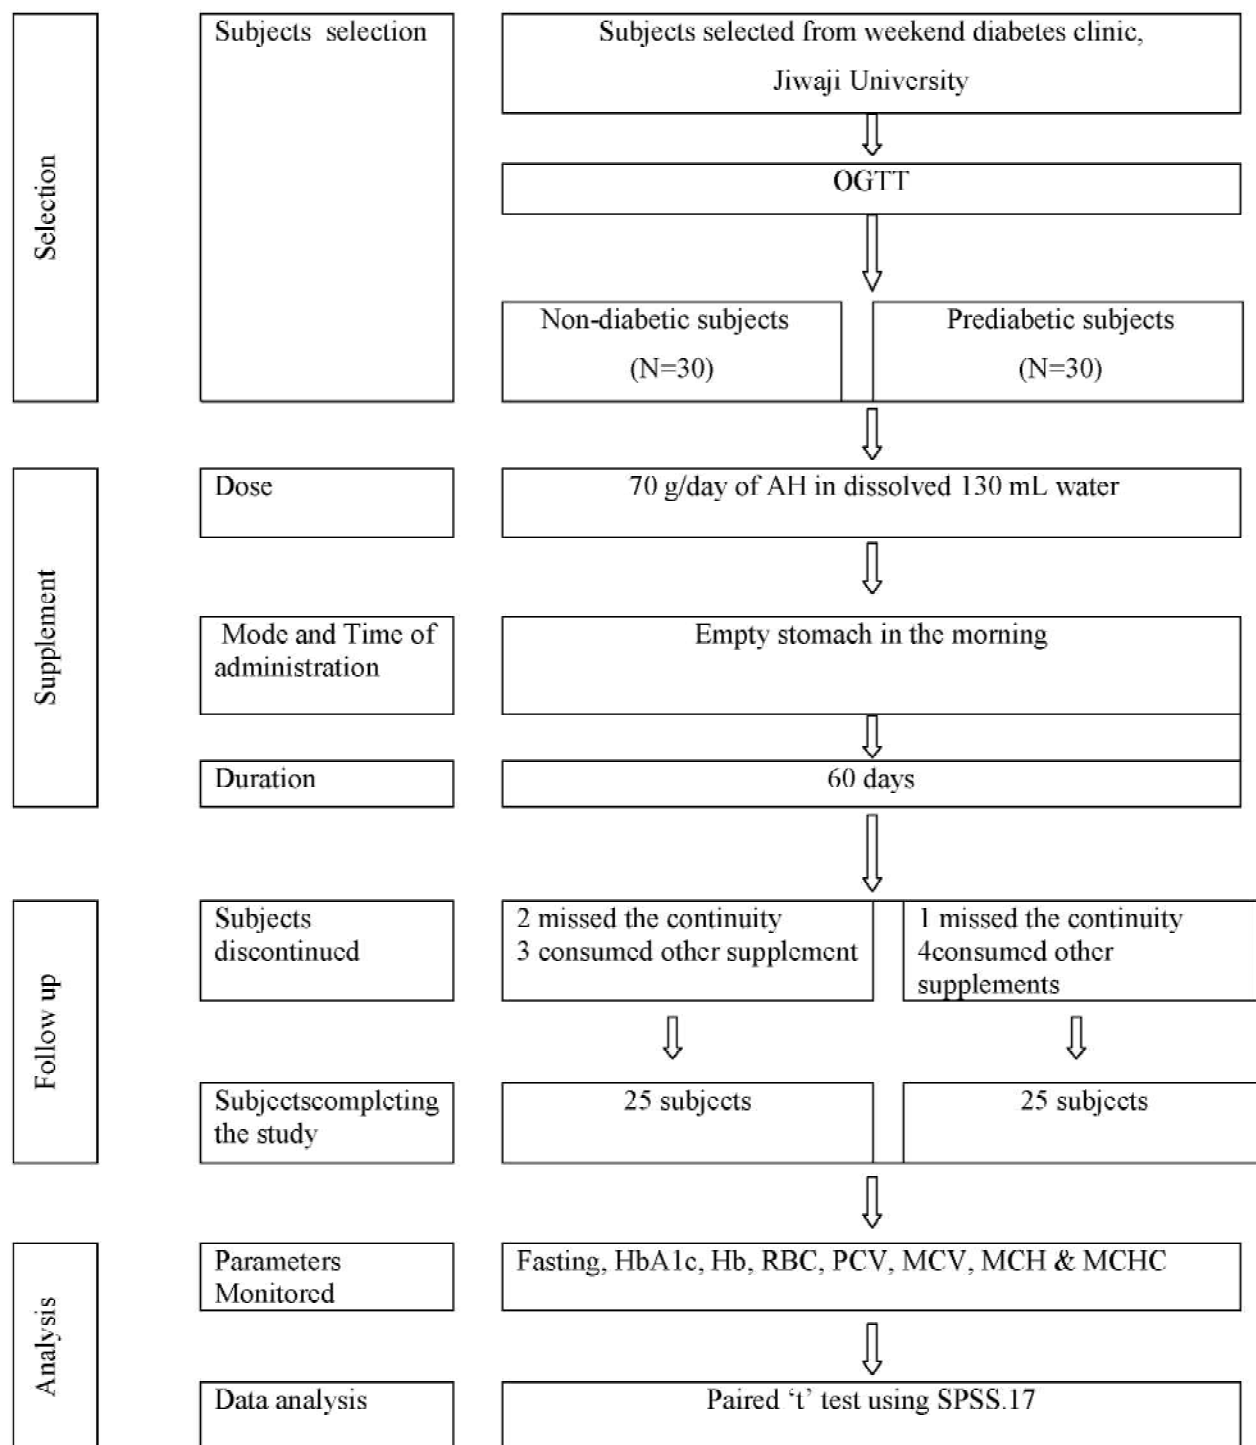 Selection
Subjects selection
Subjects selected from weekend diabetes clinic,
Jiwaji University
OGTT
Non-diabetic subjects
(N=30)
Prediabetic subjects
(N=30)
Supplement
Dose
70 g/day of AH in dissolved 130 mL water
Mode and Time of
administration
Empty stomach in the morning
Duration
60 days
Follow up
Subjects
discontinued
2 missed the continuity
3 consumed other supplement
1 missed the continuity
4consumed other
supplements
Subjectscompleting
the study
25 subjects
25 subjects
Analysis
Parameters
Monitored
Fasting, HbA1c, Hb, RBC, PCV, MCV, MCH & MCHC
Data analysis
Paired ‘t’ test using SPSS.17